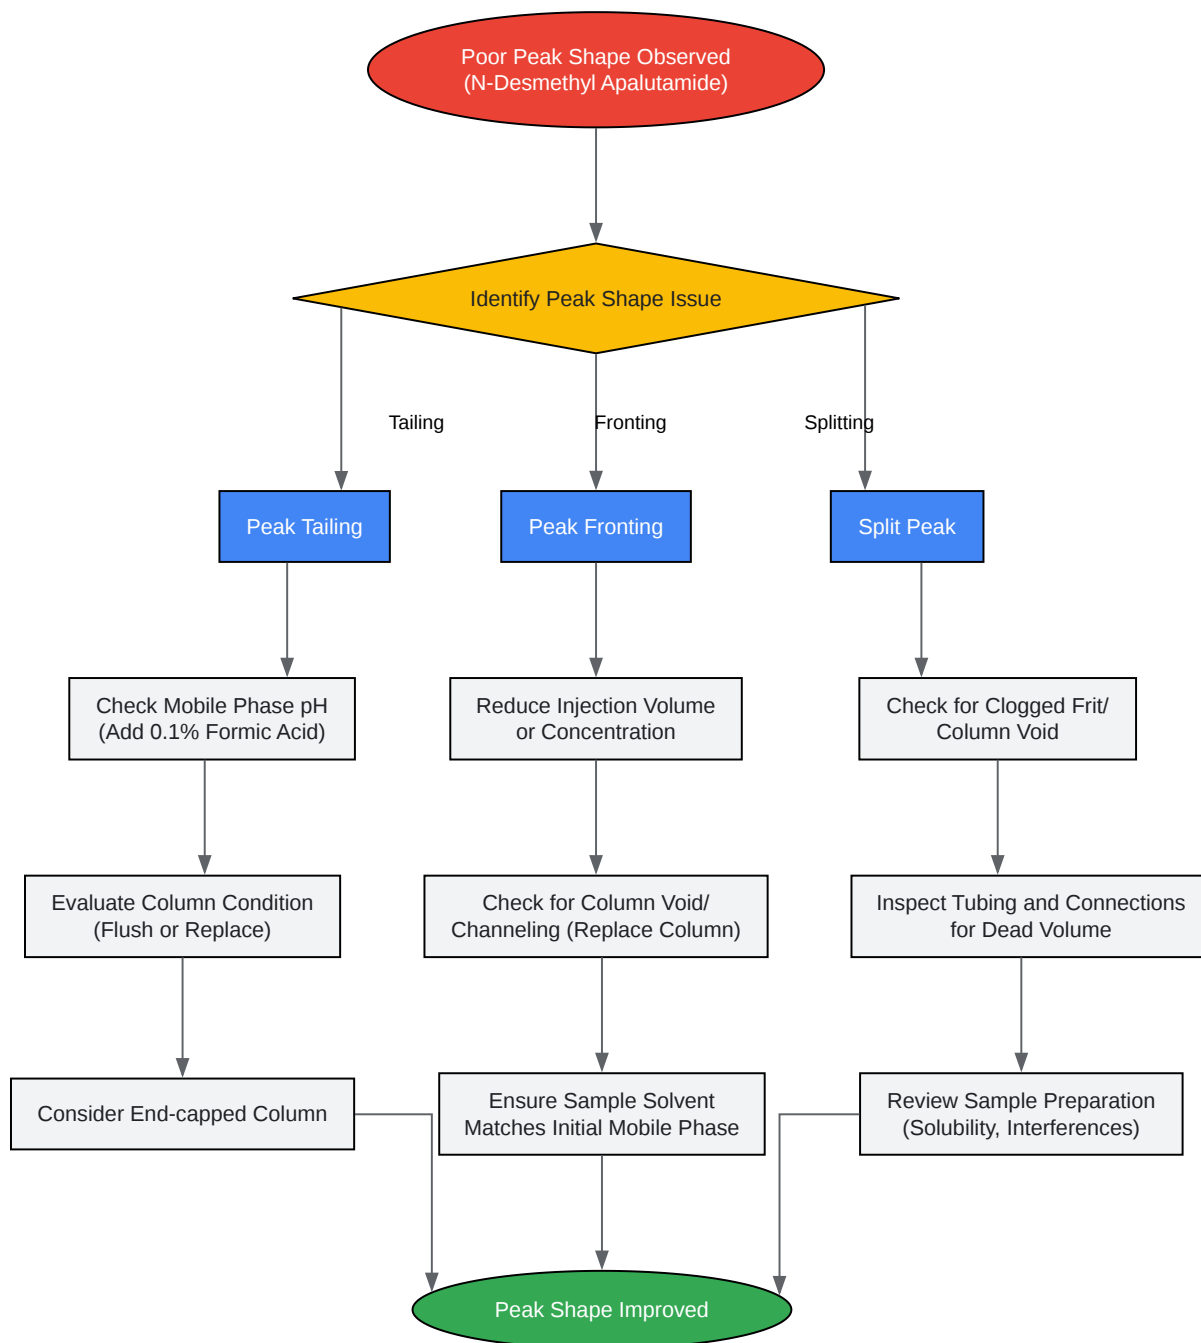 Poor Peak Shape Observed
(N-Desmethyl Apalutamide)
Identify Peak Shape Issue
Tailing
Fronting
Splitting
Peak Tailing
Peak Fronting
Split Peak
Check Mobile Phase pH
(Add 0.1% Formic Acid)
Reduce Injection Volume
or Concentration
Check for Clogged Frit/
Column Void
Evaluate Column Condition
(Flush or Replace)
Check for Column Void/
Channeling (Replace Column)
Inspect Tubing and Connections
for Dead Volume
Consider End-capped Column
Ensure Sample Solvent
Matches Initial Mobile Phase
Review Sample Preparation
(Solubility, Interferences)
Peak Shape Improved